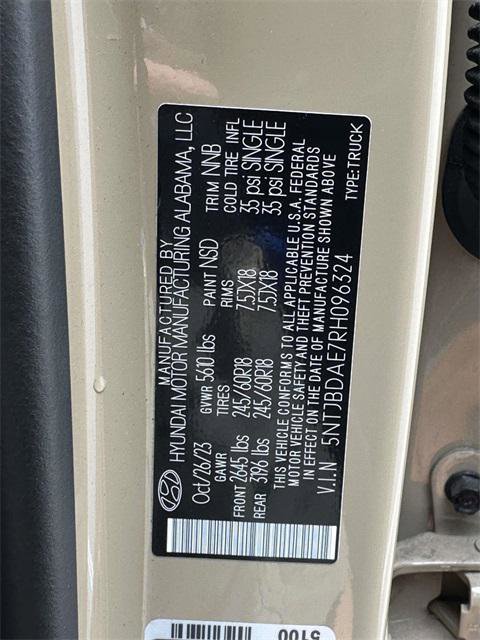 MANUFACTURED BY
HYUNDAI MOTOR MANUFACTURING ALABAMA, LLC
Oct/26/23 PAINT NSD TRIM NNB
GVWR 5610 lbs
GAWR TIRES RIMS COLD TIRE INFL
FRONT 2645 lbs 245/60R18 7.5JX18 35 psi SINGLE
REAR 3196 lbs 245/60R18 7.5JX18 35 psi SINGLE
THIS VEHICLE CONFORMS TO ALL APPLICABLE U.S.A. FEDERAL
MOTOR VEHICLE SAFETY AND THEFT PREVENTION STANDARDS
IN EFFECT ON THE DATE OF MANUFACTURE SHOWN ABOVE
V.I.N 5NTJBDAE7RH096324 TYPE:TRUCK
5100